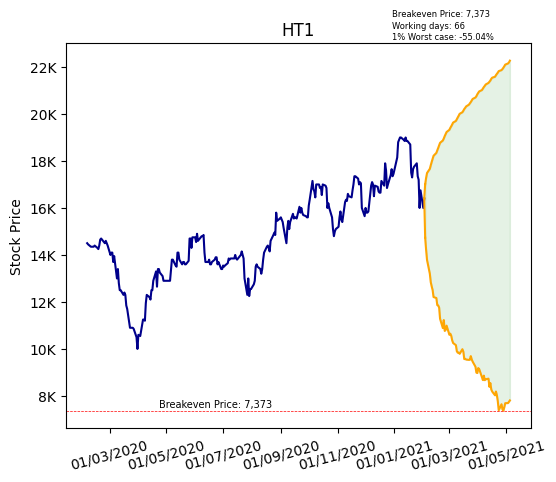 Breakeven Price: 7,373
Working days: 66
1% Worst case: -55.04%
HT1
Stock Price
22K
20K
18K
16K
14K
12K
10K
8K
Breakeven Price: 7,373
01/03/2020 01/05/2020 01/07/2020 01/09/2020 01/11/2020 01/01/2021 01/03/2021 01/05/2021